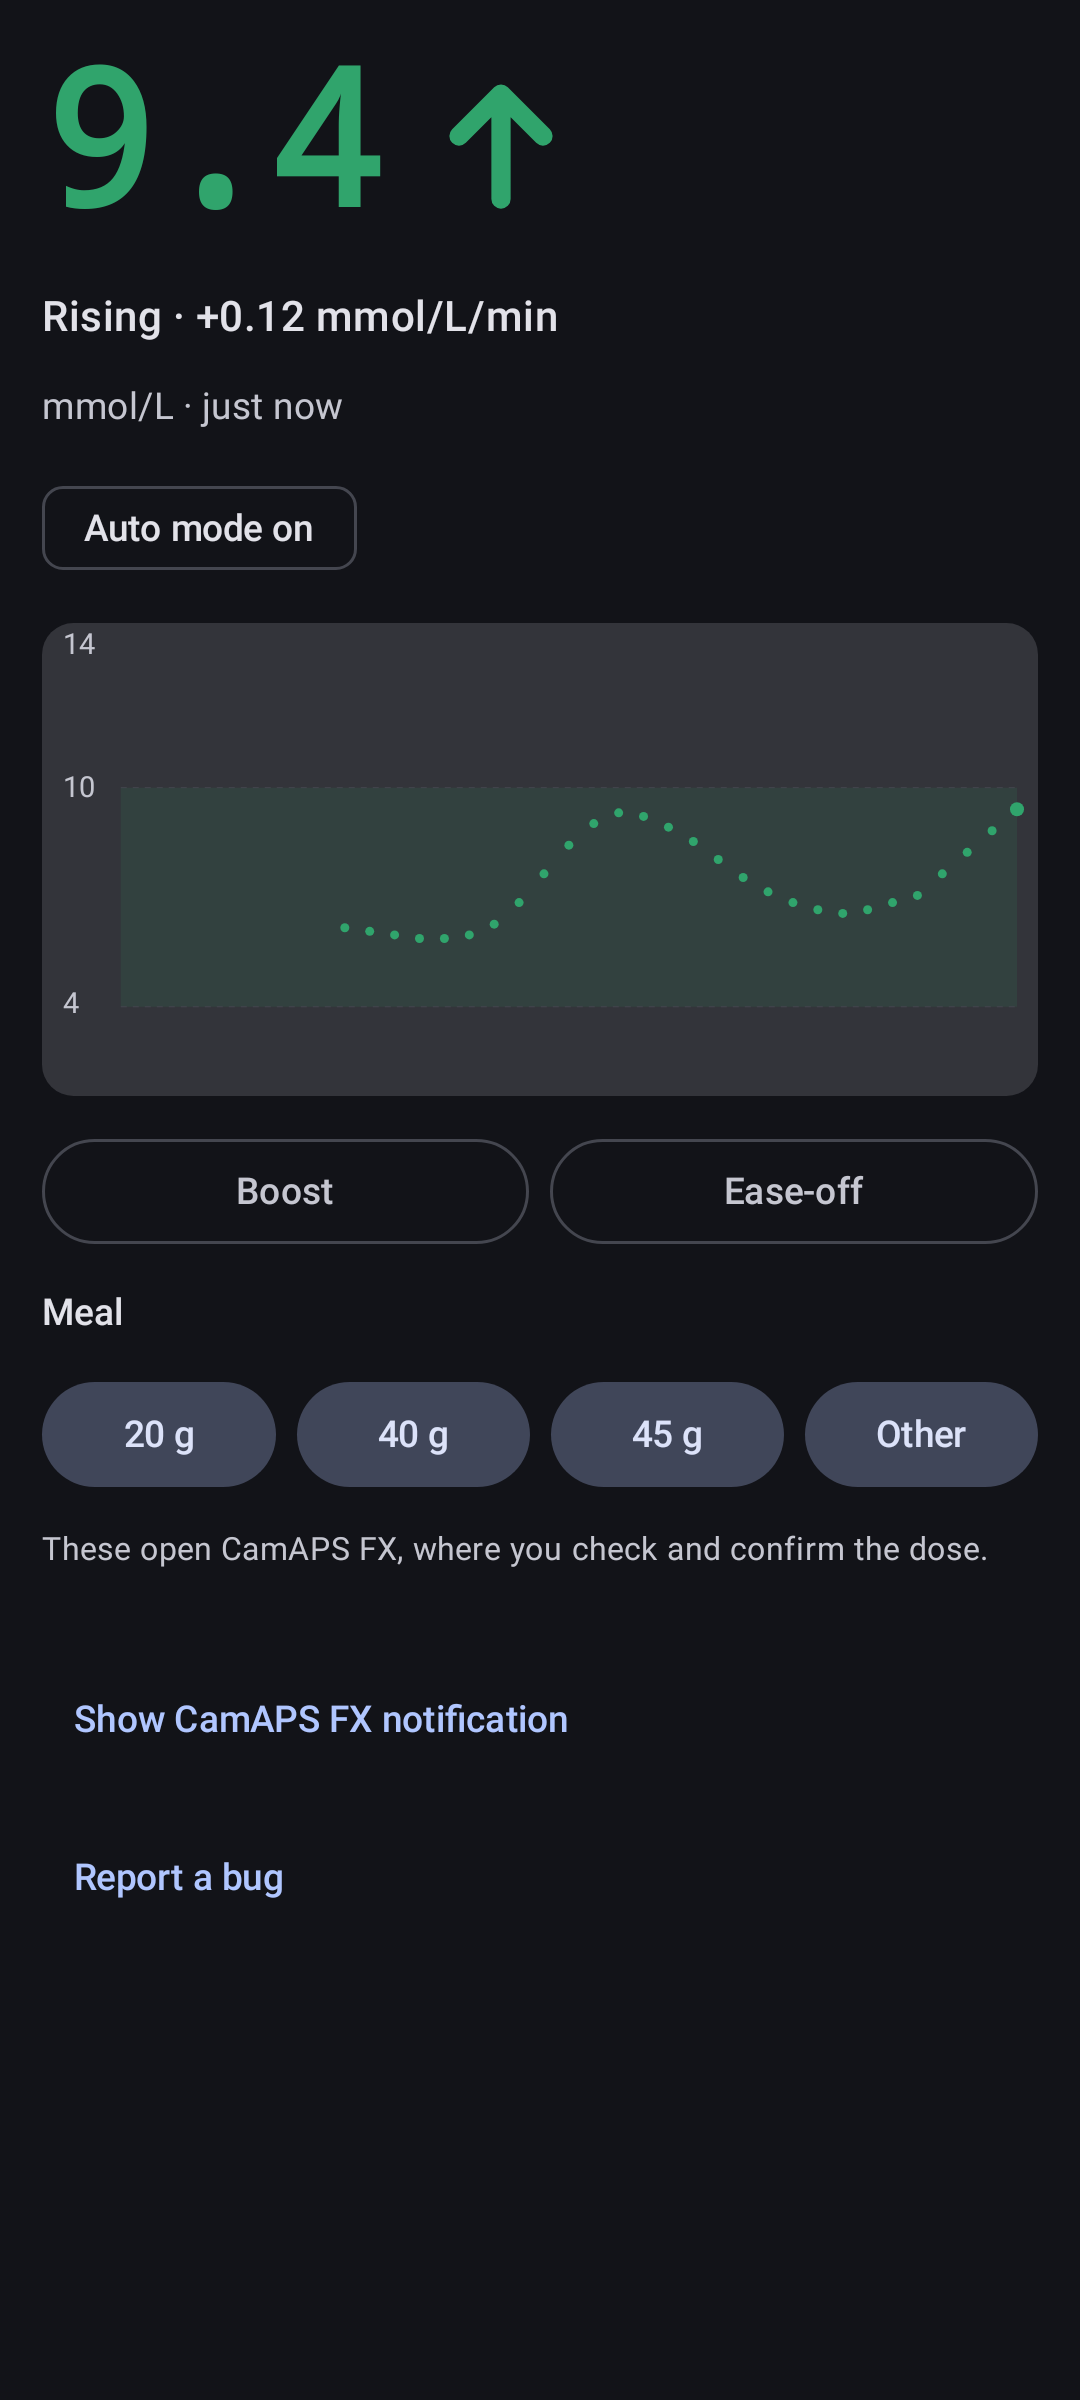 9.4
Rising · +0.12 mmol/L/min
mmol/L · just now
Auto mode on
14
10
4
Boost
Ease-off
Meal
20 g
40 g
45 g
Other
These open CamAPS FX, where you check and confirm the dose.
Show CamAPS FX notification
Report a bug